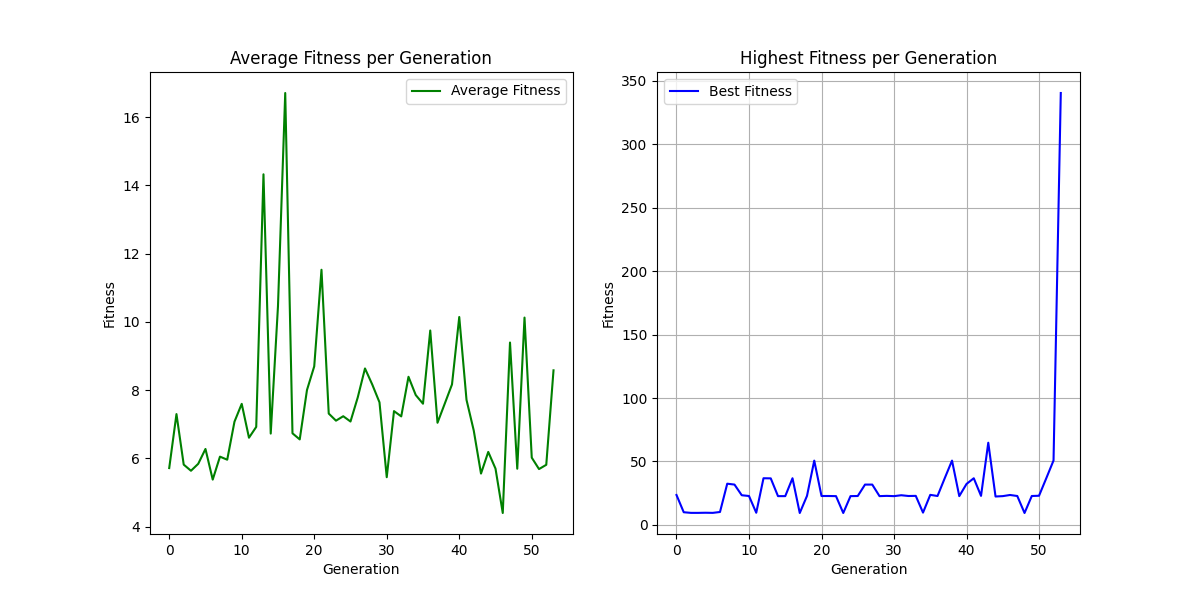 Average Fitness per Generation
Average Fitness
16
14
12
10
8
6
4
Fitness
0 10 20 30 40 50
Generation
Highest Fitness per Generation
Best Fitness
350
300
250
200
150
100
50
0
Fitness
0 10 20 30 40 50
Generation